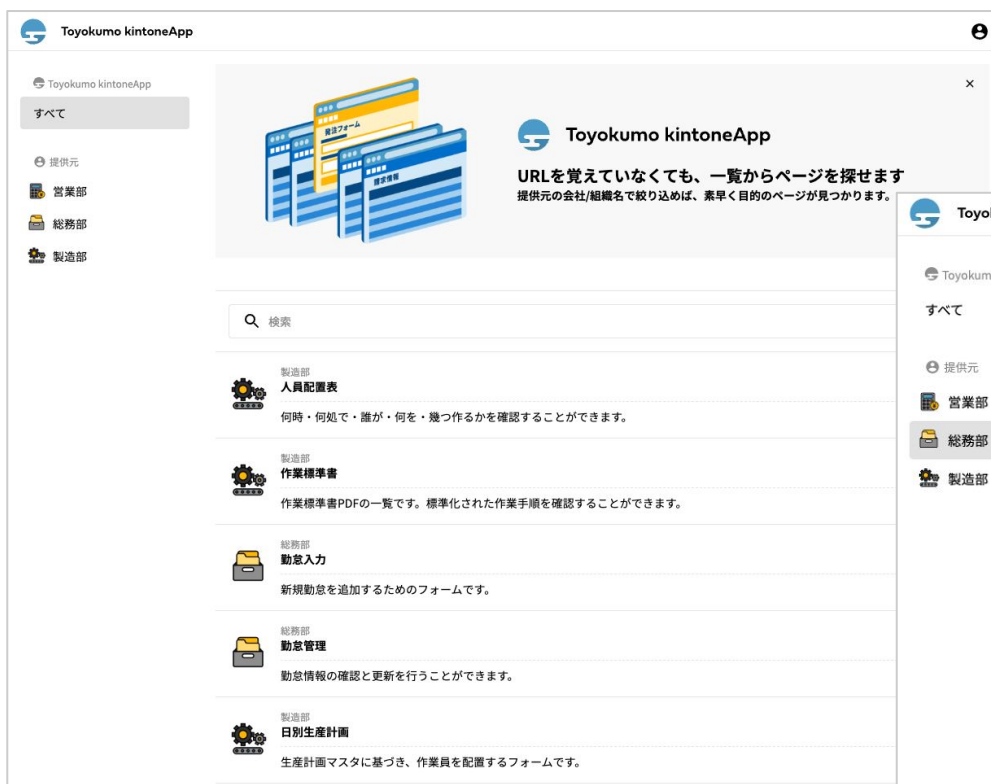 Toyokumo kintoneApp
Toyokumo kintoneApp
すべて
提供元
営業部
総務部
製造部
発注フォーム
請求情報
Toyokumo kintoneApp
URLを覚えていなくても、一覧からページを探せます
提供元の会社/組織名で絞り込めば、素早く目的のページが見つかります。
検索
製造部
人員配置表
何時・何処で・誰が・何を・幾つ作るかを確認することができます。
製造部
作業標準書
作業標準書PDFの一覧です。標準化された作業手順を確認することができます。
総務部
勤怠入力
新規勤怠を追加するためのフォームです。
総務部
勤怠管理
勤怠情報の確認と更新を行うことができます。
製造部
日別生産計画
生産計画マスタに基づき、作業員を配置するフォームです。
Toyol
Toyokum
すべて
提供元
営業部
総務部
製造部